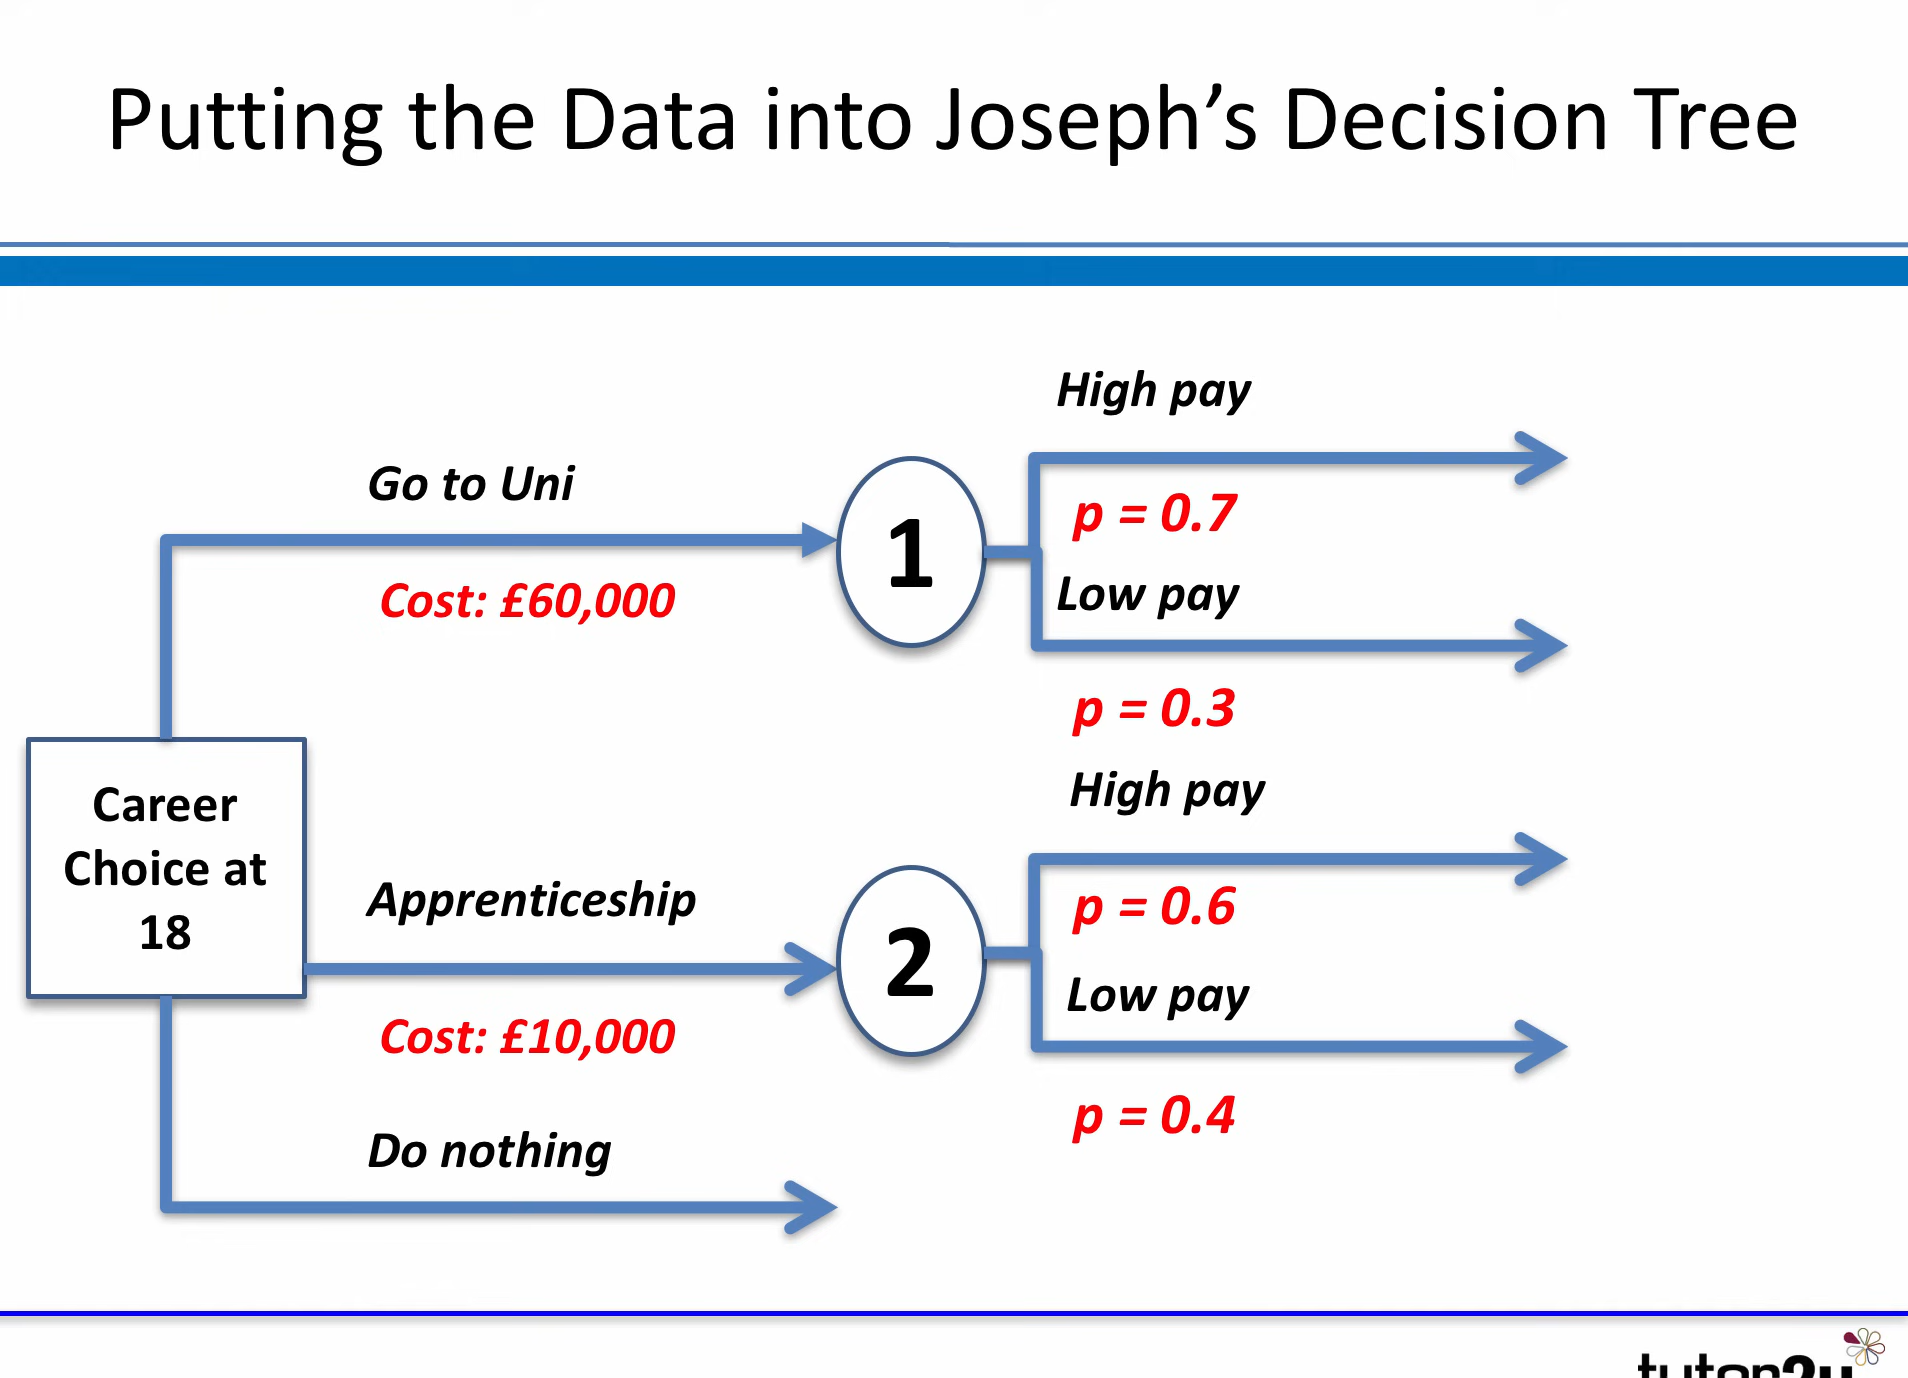 Putting the Data into Joseph’s Decision Tree
High pay
Go to Uni
p = 0.7
1
Cost: £60,000
Low pay
p = 0.3
Career
Choice at
18
High pay
Apprenticeship
p = 0.6
2
Cost: £10,000
Low pay
p = 0.4
Do nothing
tutor2u